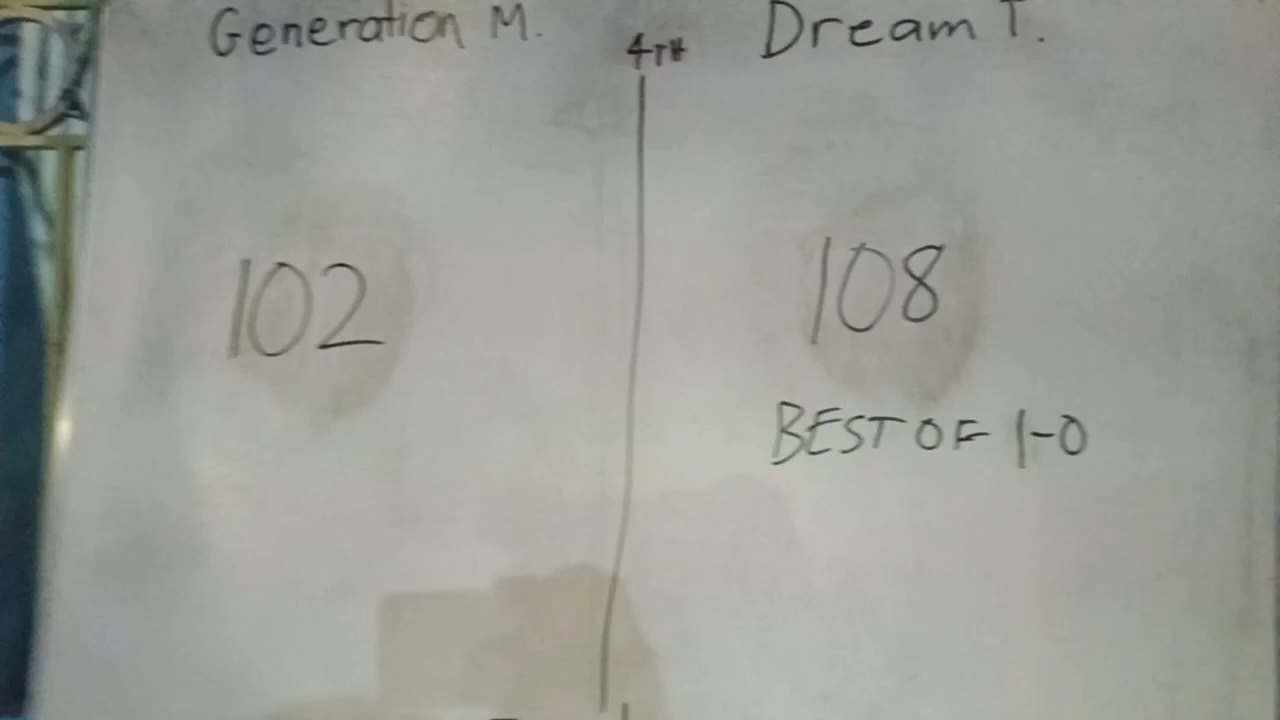 Generation M.
4TH
Dream T.
102
108
BEST OF 1-0